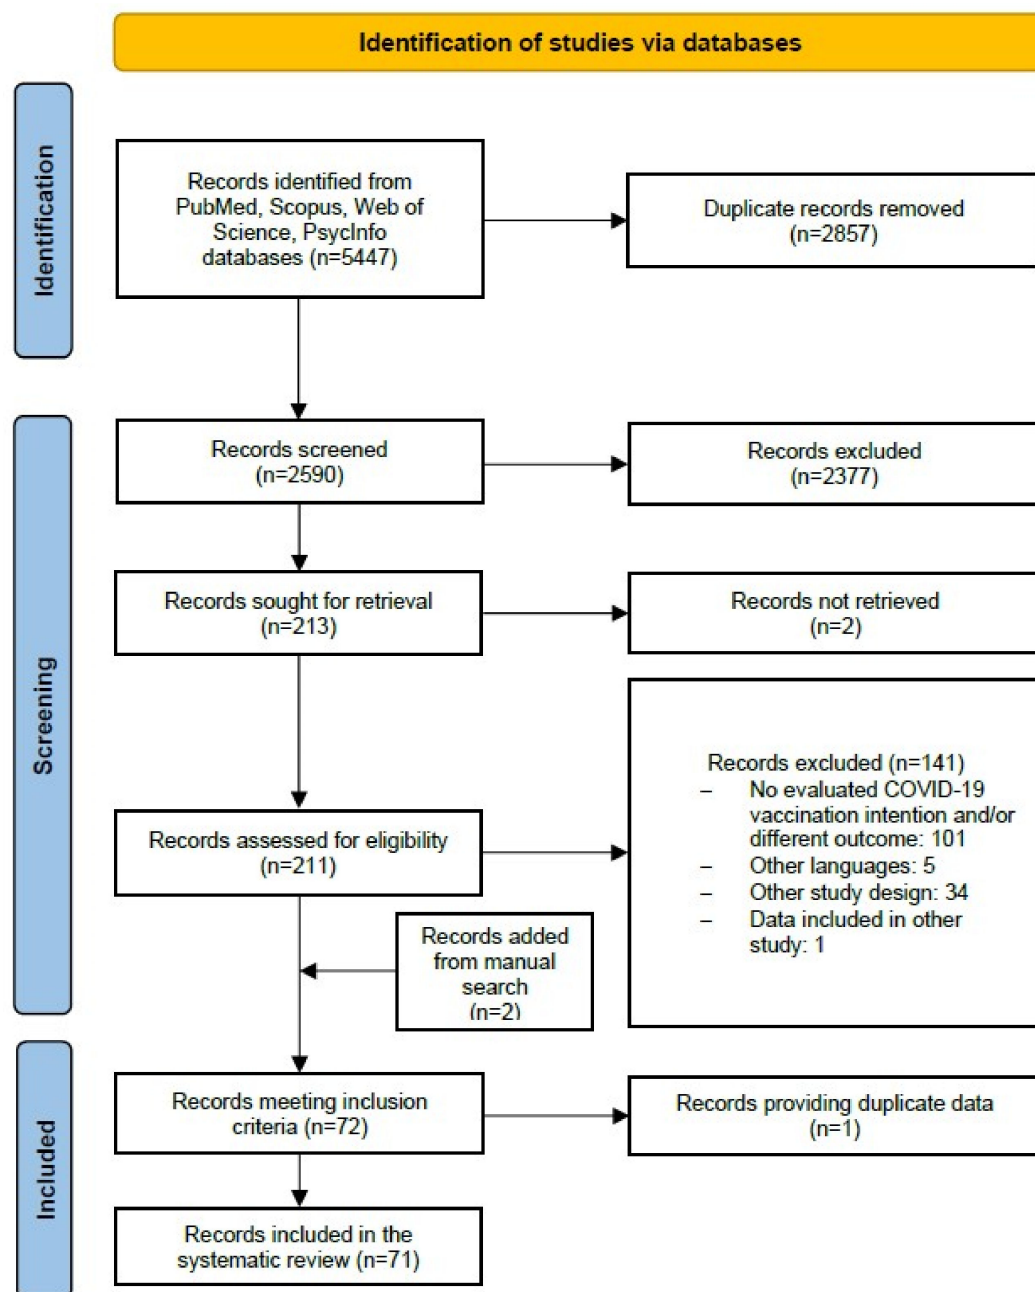 Identification of studies via databases
Identification
Records identified from
PubMed, Scopus, Web of
Science, PsycInfo
databases (n=5447)
Duplicate records removed
(n=2857)
Screening
Records screened
(n=2590)
Records excluded
(n=2377)
Records sought for retrieval
(n=213)
Records not retrieved
(n=2)
Records assessed for eligibility
(n=211)
Records excluded (n=141)
– No evaluated COVID-19
vaccination intention and/or
different outcome: 101
– Other languages: 5
– Other study design: 34
– Data included in other
study: 1
Records added
from manual
search
(n=2)
Included
Records meeting inclusion
criteria (n=72)
Records providing duplicate data
(n=1)
Records included in the
systematic review (n=71)